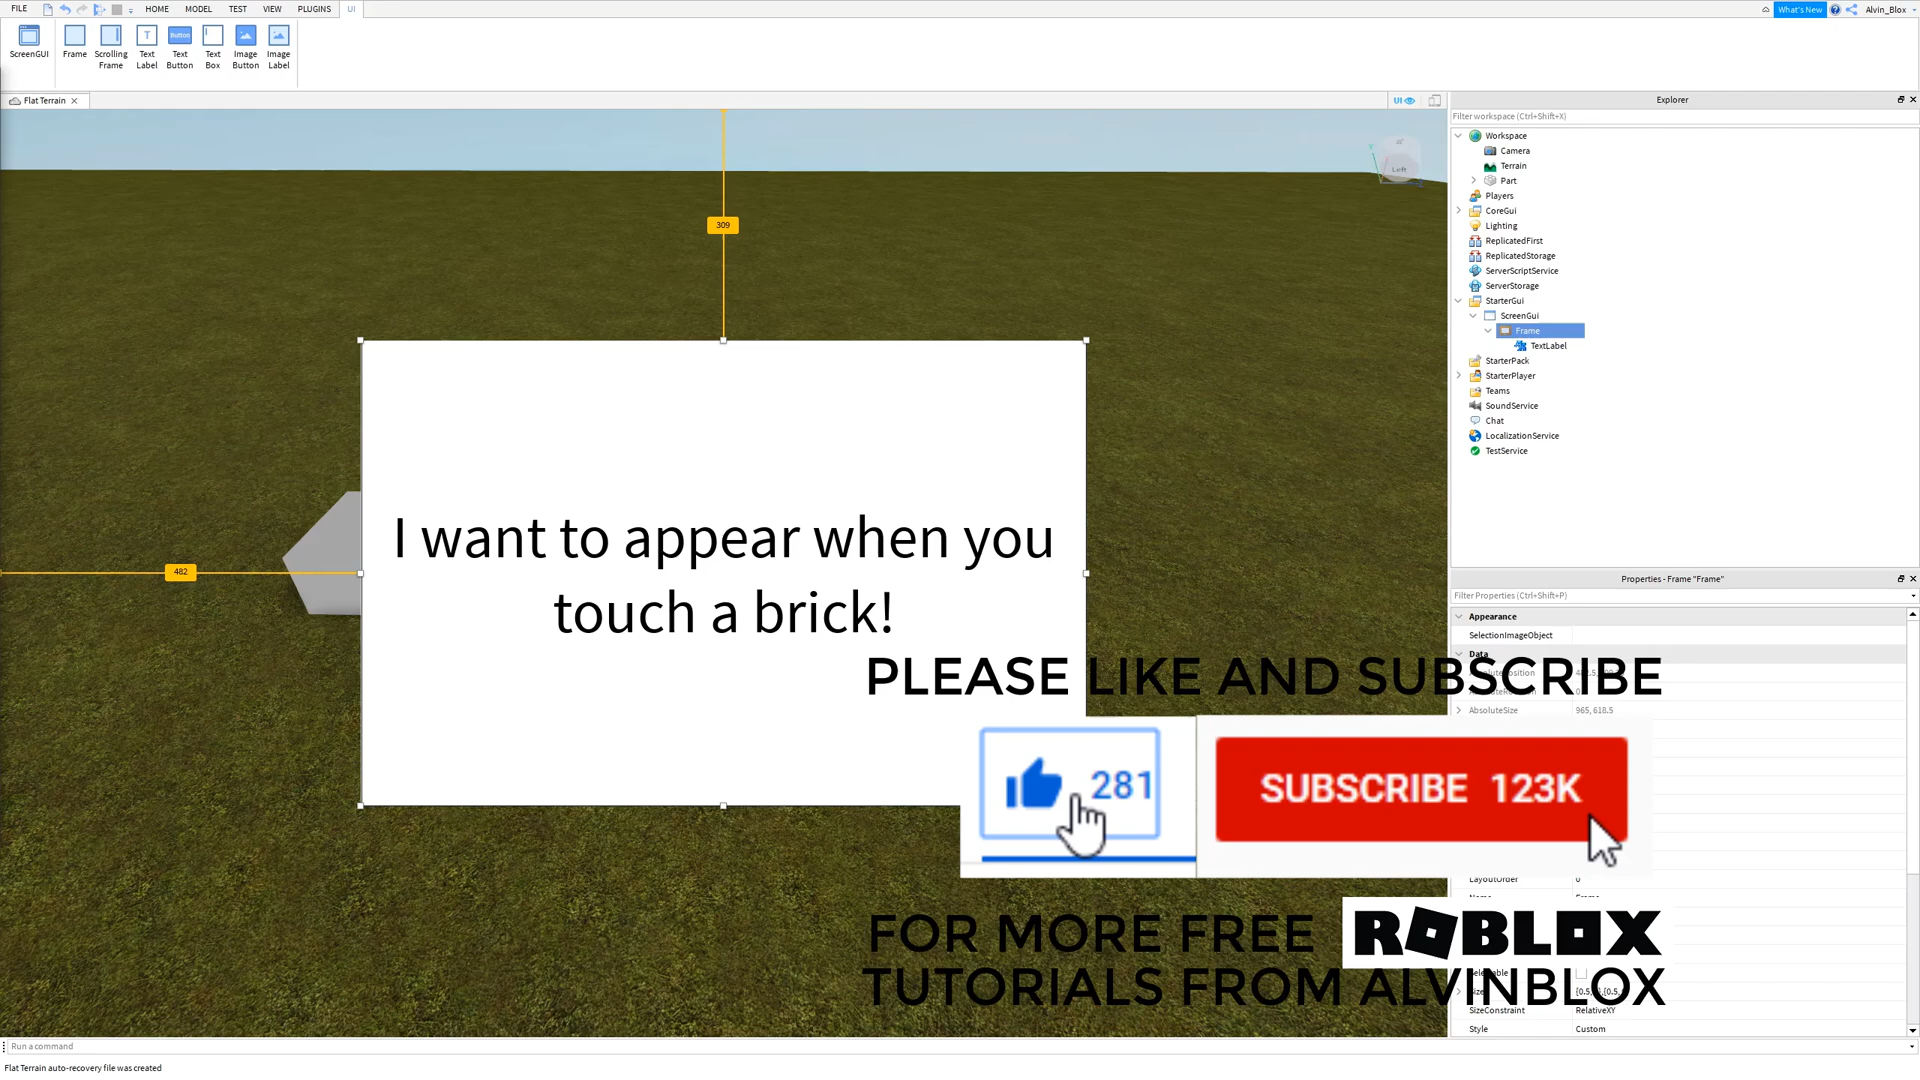 FILE HOME MODEL TEST VIEW PLUGINS UI What's New Alvin_Blox
ScreenGUI Frame Scrolling Frame Text Label Button Text Button Text Box Image Button Image Label
Flat Terrain
UI
Left
309
482
I want to appear when you
touch a brick!
Explorer
Filter workspace (Ctrl+Shift+X)
Workspace
Camera
Terrain
Part
Players
CoreGui
Lighting
ReplicatedFirst
ReplicatedStorage
ServerScriptService
ServerStorage
StarterGui
ScreenGui
Frame
TextLabel
StarterPack
StarterPlayer
Teams
SoundService
Chat
LocalizationService
TestService
Properties - Frame "Frame"
Filter Properties (Ctrl+Shift+P)
Appearance
SelectionImageObject
Data
AbsoluteSize 965, 618.5
PLEASE LIKE AND SUBSCRIBE
281
SUBSCRIBE 123K
LayoutOrder 0
FOR MORE FREE ROBLOX
TUTORIALS FROM ALVINBLOX
SizeConstraint RelativeXY
Style Custom
Run a command
Flat Terrain auto-recovery file was created